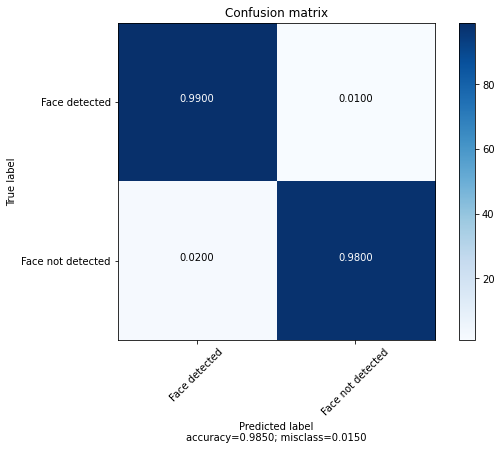 Confusion matrix
Face detected
0.9900
0.0100
80
60
True label
40
Face not detected
0.0200
0.9800
20
Face detected
Face not detected
Predicted label
accuracy=0.9850; misclass=0.0150